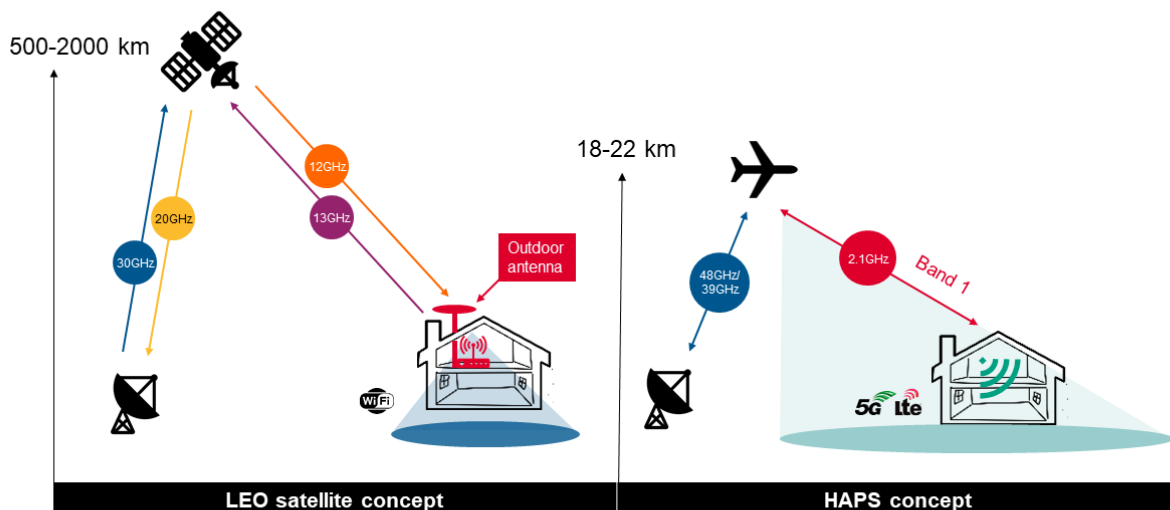 500-2000 km
30GHz
20GHz
12GHz
13GHz
Outdoor
antenna
WiFi
LEO satellite concept
18-22 km
48GHz/
39GHz
2.1GHz
Band 1
5G Lte
HAPS concept